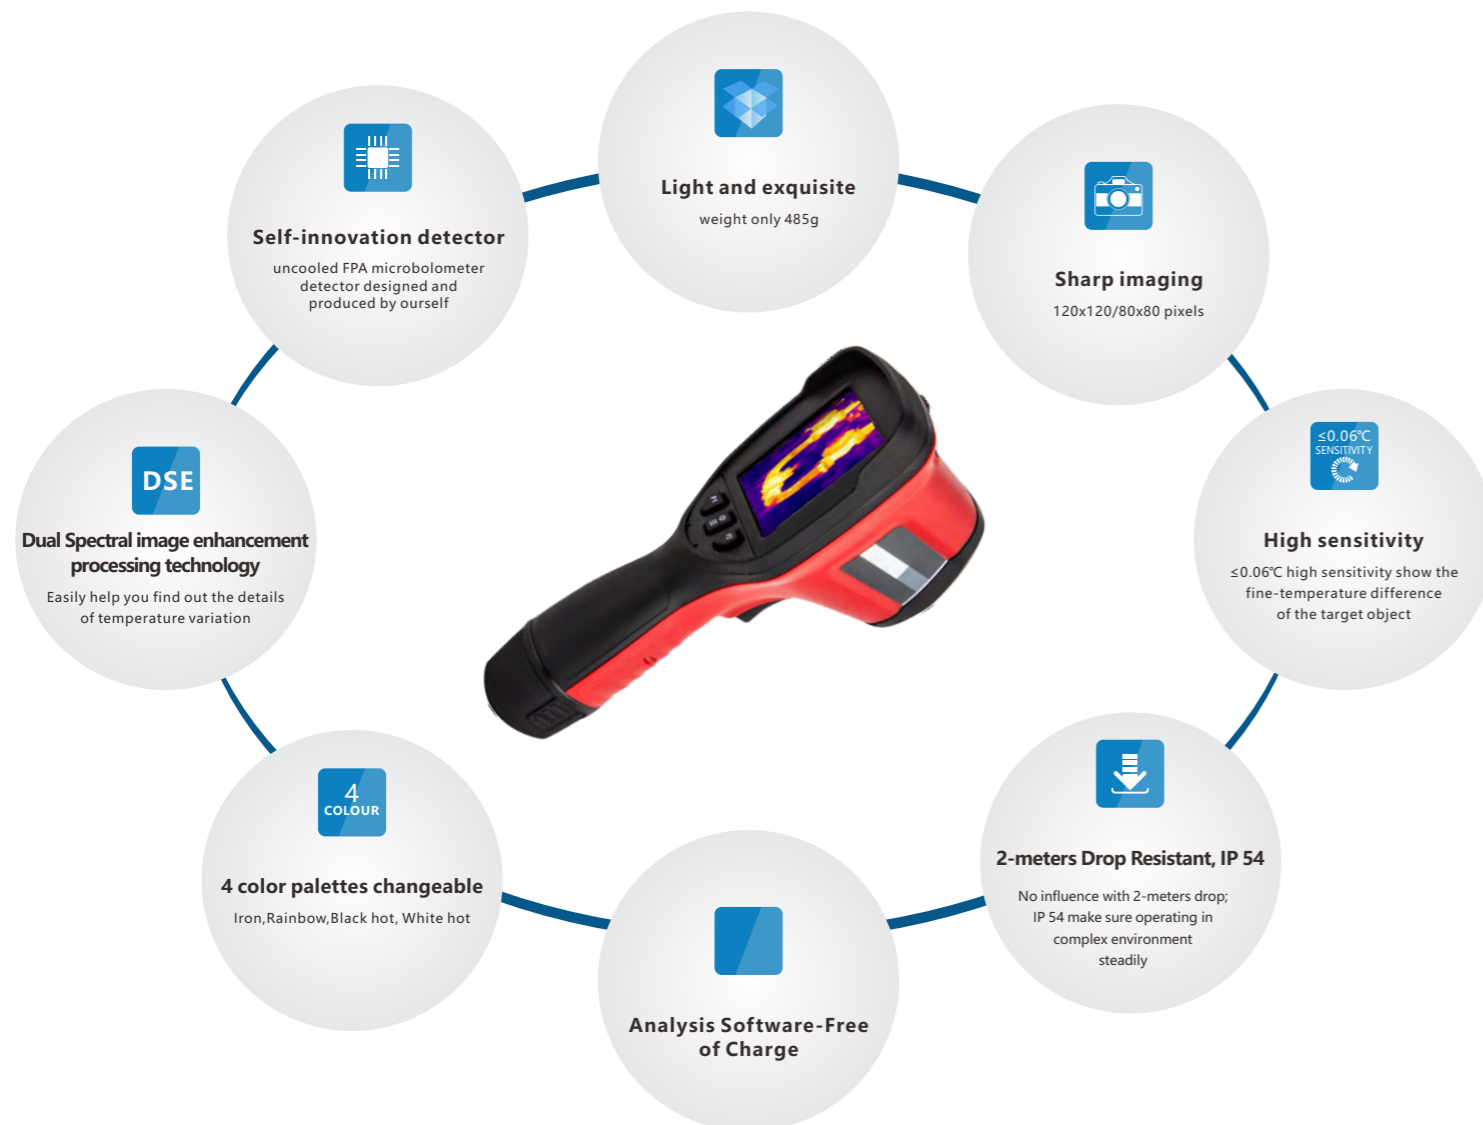 Light and exquisite
weight only 485g
Self-innovation detector
uncooled FPA microbolometer
detector designed and
produced by ourself
Sharp imaging
120x120/80x80 pixels
DSE
Dual Spectral image enhancement
processing technology
Easily help you find out the details
of temperature variation
≤0.06℃
SENSITIVITY
High sensitivity
≤0.06℃ high sensitivity show the
fine-temperature difference
of the target object
4
COLOUR
4 color palettes changeable
Iron,Rainbow,Black hot, White hot
2-meters Drop Resistant, IP 54
No influence with 2-meters drop;
IP 54 make sure operating in
complex environment
steadily
Analysis Software-Free
of Charge